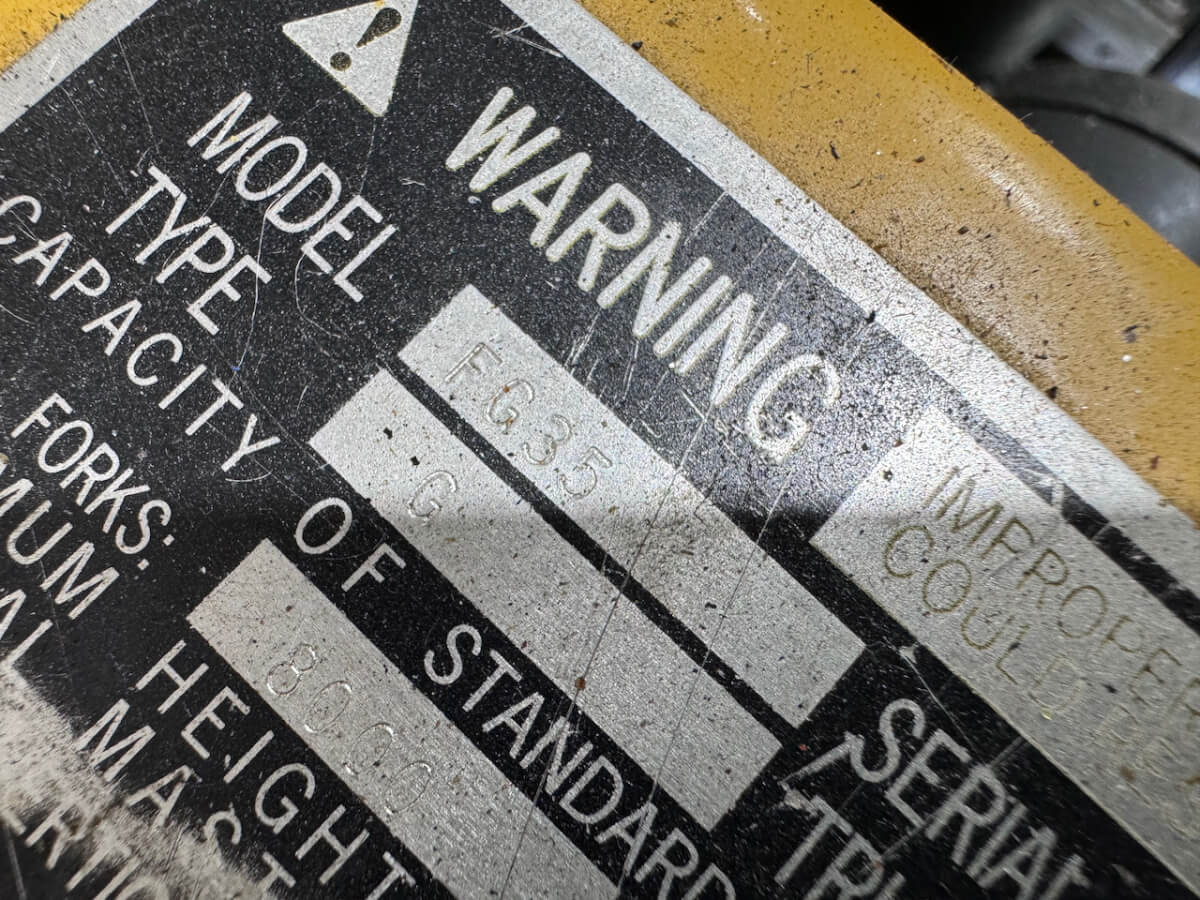 WARNING
IMPROPER
COULD
MODEL FG35
TYPE G
SERIAL
CAPACITY OF STANDARD
FORKS: 8000
HEIGHT
MAST